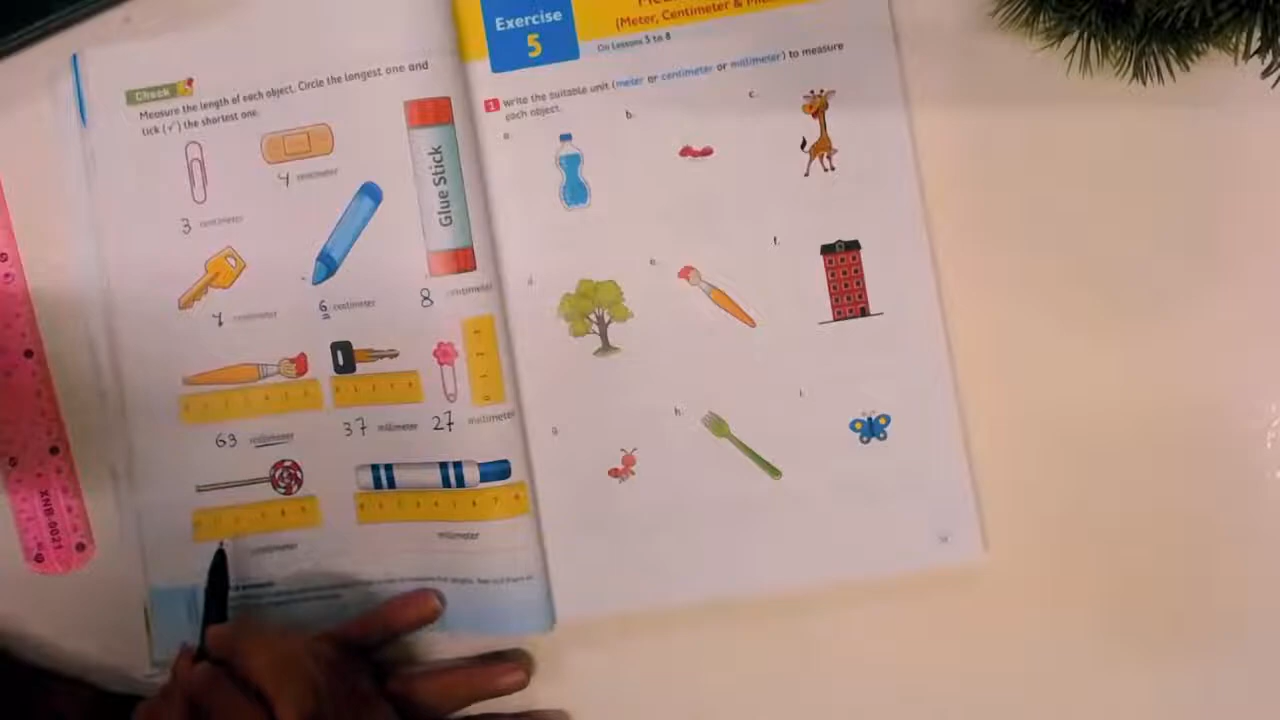 Check
Measure the length of each object. Circle the longest one and
tick (✓) the shortest one.
4 centimeter
3 centimeter
Glue Stick
centimeter
6 centimeter
8 centimeter
63 millimeter
37 millimeter
27 millimeter
centimeter
millimeter
XNR-0021
Exercise
5
(Meter, Centimeter &
On Lessons 5 to 8
1 write the suitable unit (meter or centimeter or millimeter) to measure
each object.
a.
b.
c.
d.
e.
f.
g.
h.
i.